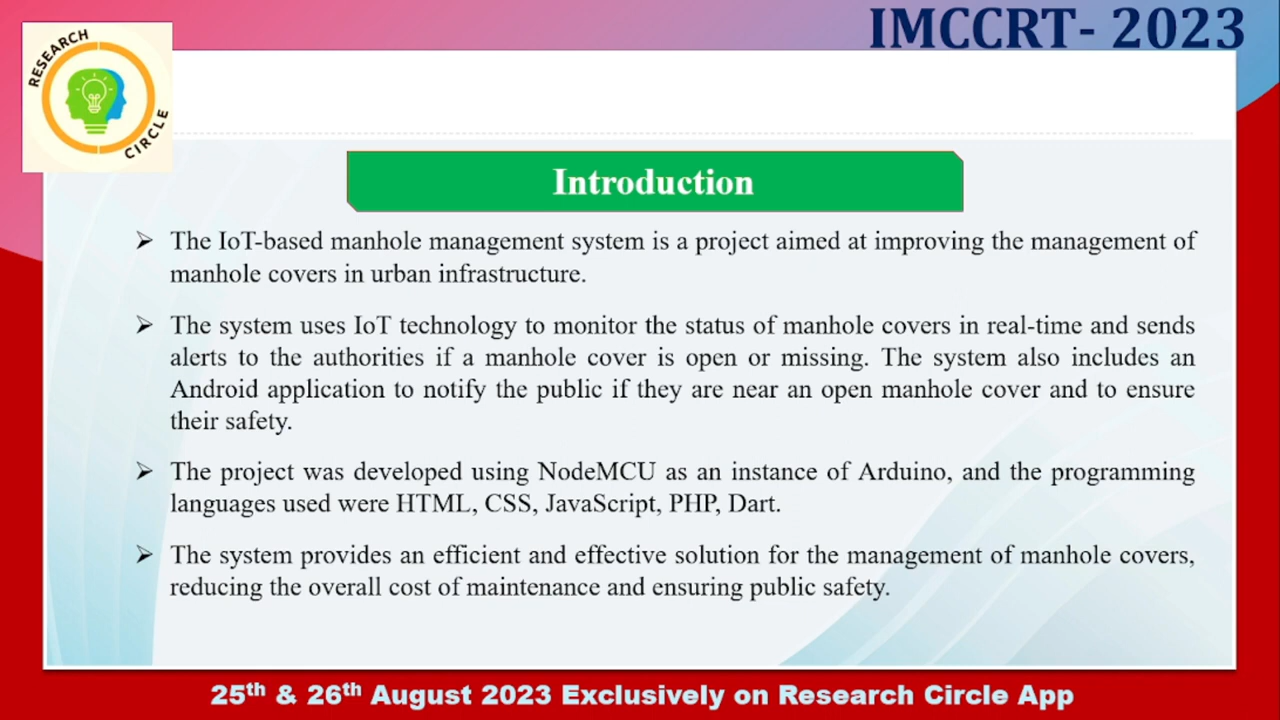 IMCCRT- 2023
RESEARCH
CIRCLE
Introduction
➢ The IoT-based manhole management system is a project aimed at improving the management of
manhole covers in urban infrastructure.
➢ The system uses IoT technology to monitor the status of manhole covers in real-time and sends
alerts to the authorities if a manhole cover is open or missing. The system also includes an
Android application to notify the public if they are near an open manhole cover and to ensure
their safety.
➢ The project was developed using NodeMCU as an instance of Arduino, and the programming
languages used were HTML, CSS, JavaScript, PHP, Dart.
➢ The system provides an efficient and effective solution for the management of manhole covers,
reducing the overall cost of maintenance and ensuring public safety.
25th & 26th August 2023 Exclusively on Research Circle App